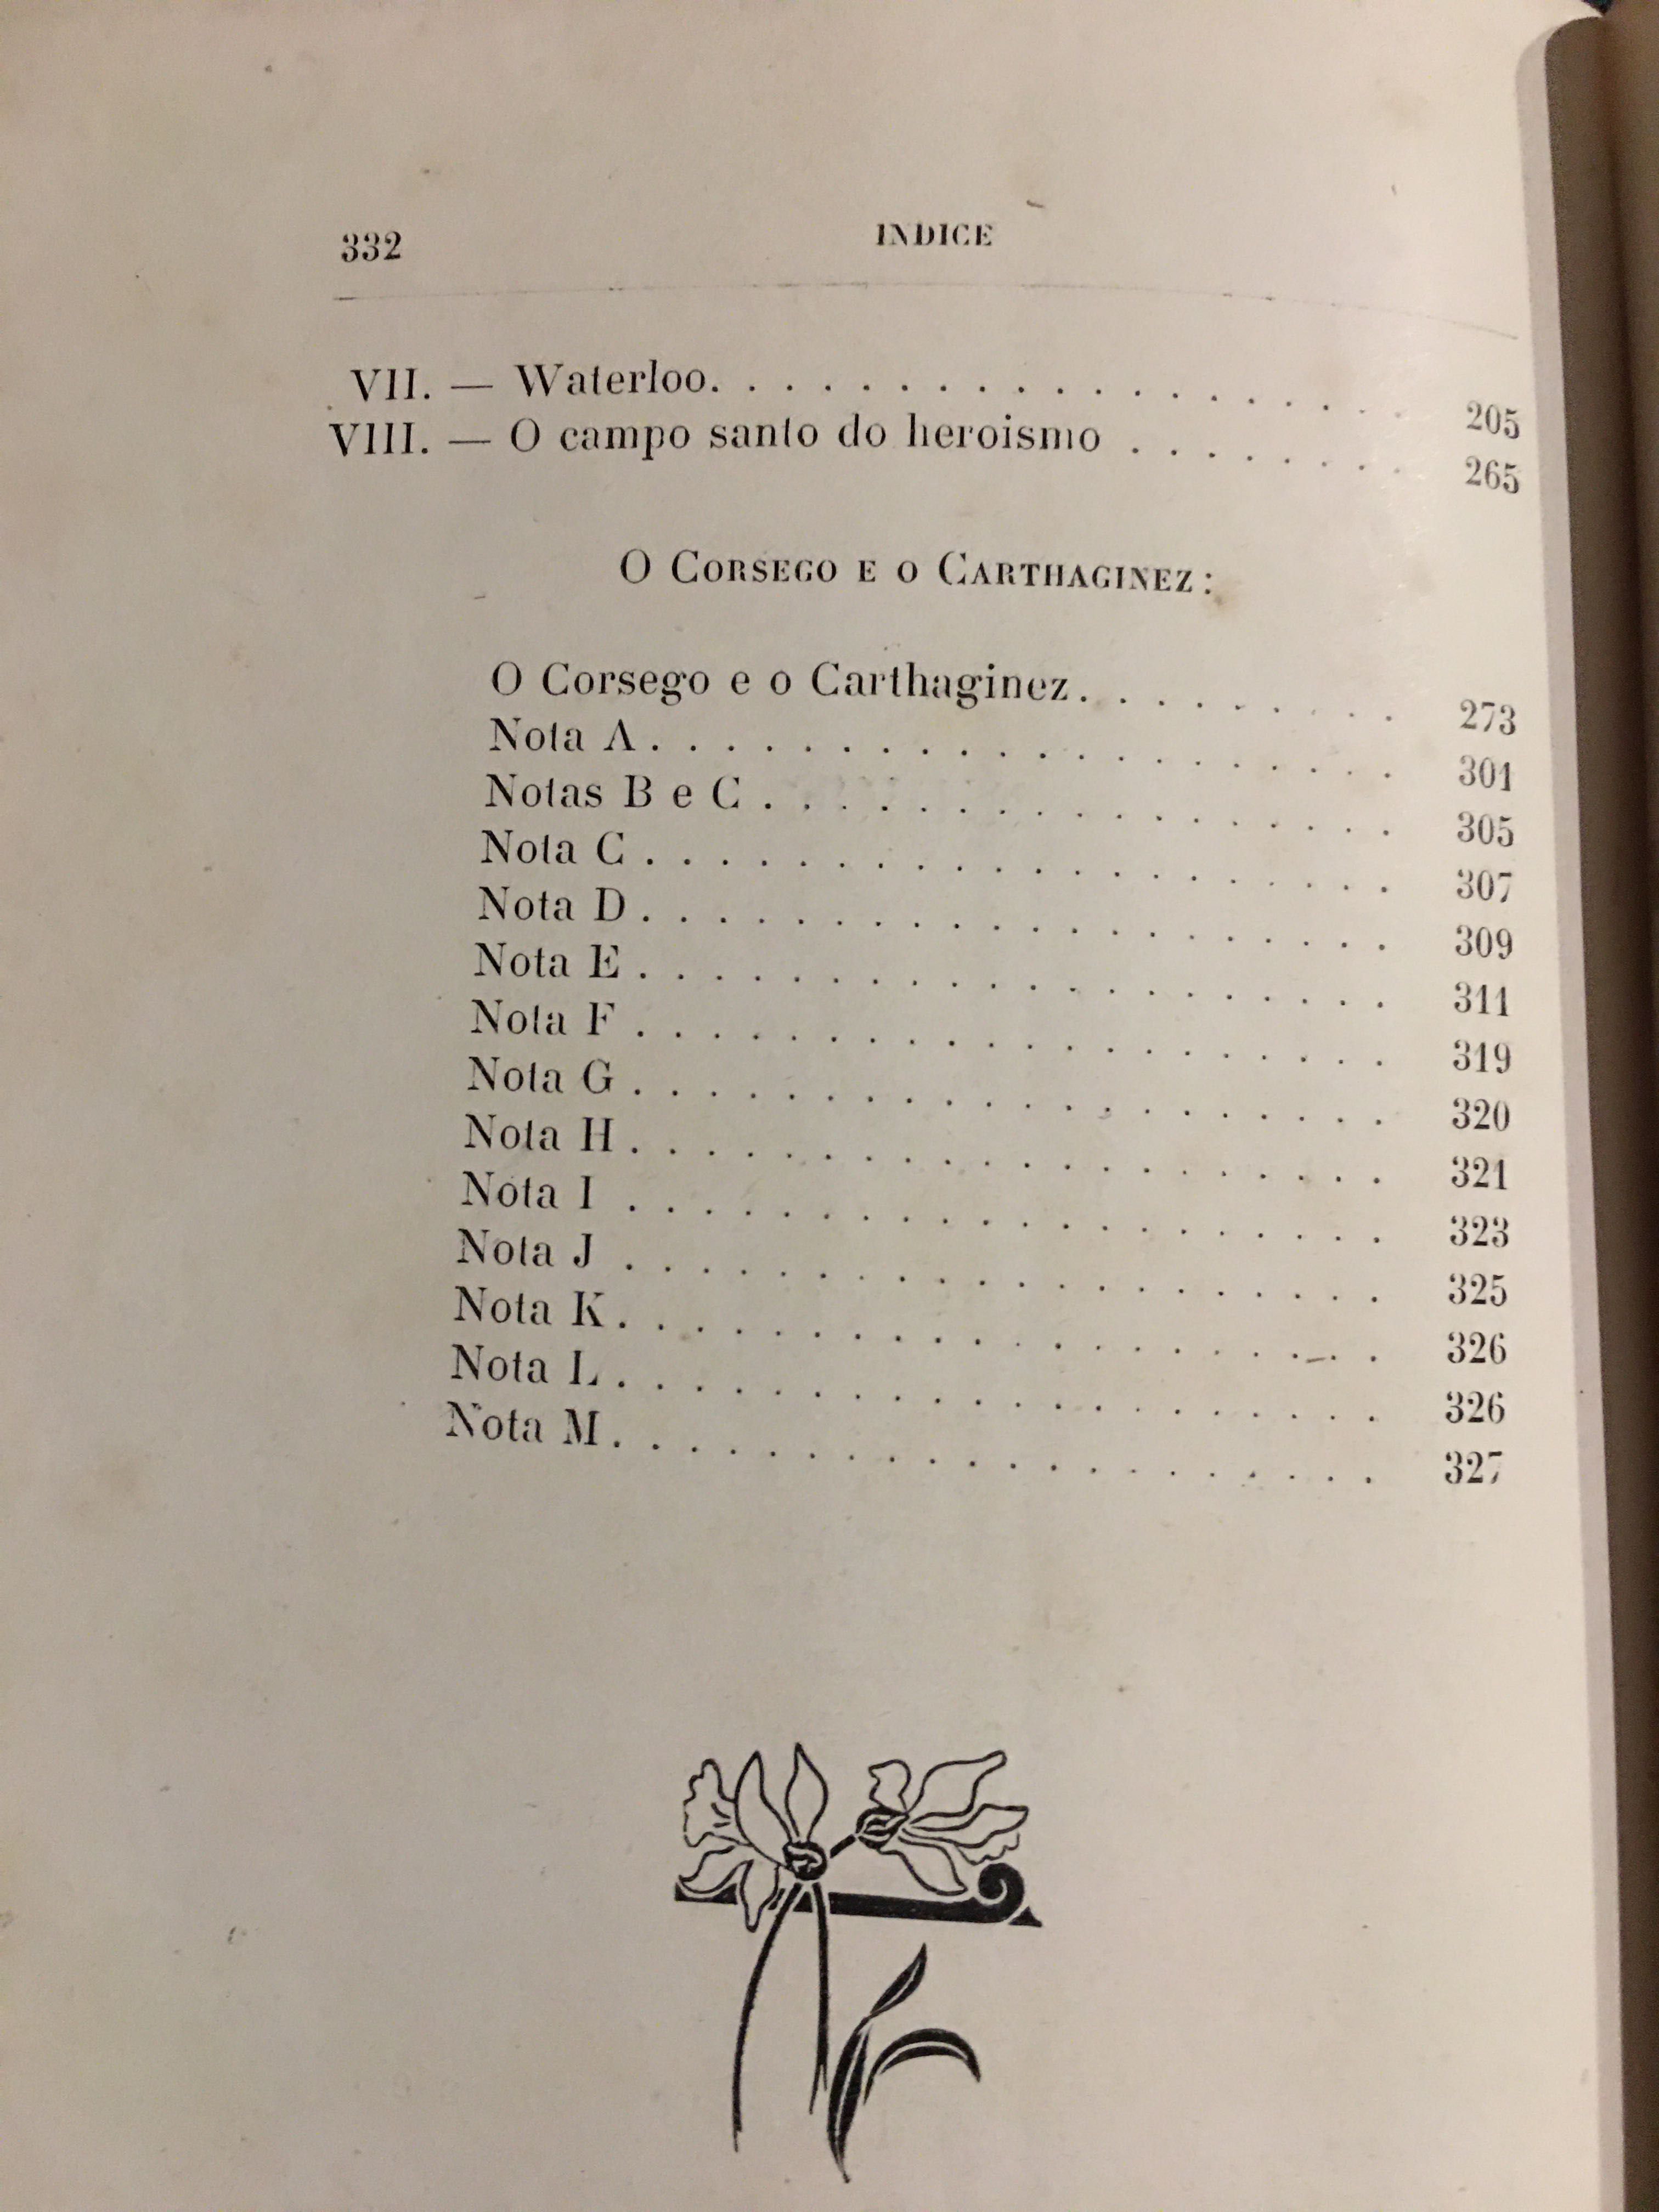 332 INDICE
VII. — Waterloo. . . . . . . . . . . . . . . . . . . 205
VIII. — O campo santo do heroismo . . . . . . . . 265
O CORSEGO E O CARTHAGINEZ:
O Corsego e o Carthaginez. . . . . . . . . 273
Nota A. . . . . . . . . . . . . . . . . . . . 301
Notas B e C . . . . . . . . . . . . . . . . . 305
Nota C . . . . . . . . . . . . . . . . . . . . 307
Nota D . . . . . . . . . . . . . . . . . . . . 309
Nota E . . . . . . . . . . . . . . . . . . . . 311
Nota F . . . . . . . . . . . . . . . . . . . . 319
Nota G . . . . . . . . . . . . . . . . . . . . 320
Nota H . . . . . . . . . . . . . . . . . . . . 321
Nota I . . . . . . . . . . . . . . . . . . . . 323
Nota J . . . . . . . . . . . . . . . . . . . . 325
Nota K. . . . . . . . . . . . . . . . . . . . 326
Nota L . . . . . . . . . . . . . . . . . . . . 326
Nota M. . . . . . . . . . . . . . . . . . . . 327